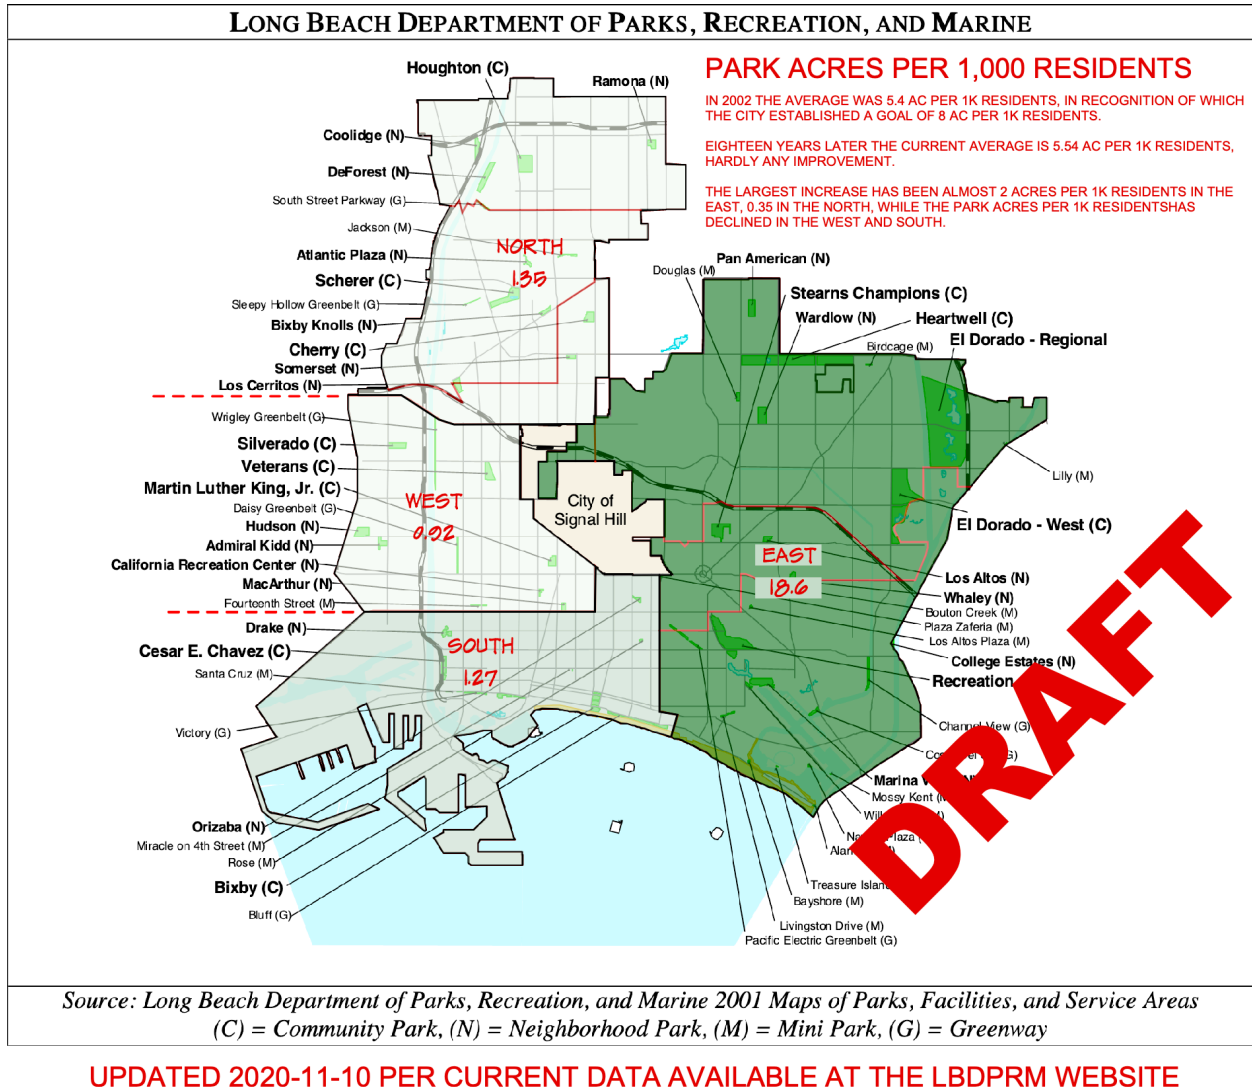 LONG BEACH DEPARTMENT OF PARKS, RECREATION, AND MARINE
PARK ACRES PER 1,000 RESIDENTS
IN 2002 THE AVERAGE WAS 5.4 AC PER 1K RESIDENTS, IN RECOGNITION OF WHICH
THE CITY ESTABLISHED A GOAL OF 8 AC PER 1K RESIDENTS.
EIGHTEEN YEARS LATER THE CURRENT AVERAGE IS 5.54 AC PER 1K RESIDENTS,
HARDLY ANY IMPROVEMENT.
THE LARGEST INCREASE HAS BEEN ALMOST 2 ACRES PER 1K RESIDENTS IN THE
EAST, 0.35 IN THE NORTH, WHILE THE PARK ACRES PER 1K RESIDENTSHAS
DECLINED IN THE WEST AND SOUTH.
Houghton (C)
Ramona (N)
Coolidge (N)
DeForest (N)
South Street Parkway (G)
Jackson (M)
Atlantic Plaza (N)
Scherer (C)
Sleepy Hollow Greenbelt (G)
Bixby Knolls (N)
Cherry (C)
Somerset (N)
Los Cerritos (N)
NORTH
1.35
Wrigley Greenbelt (G)
Silverado (C)
Veterans (C)
Martin Luther King, Jr. (C)
Daisy Greenbelt (G)
Hudson (N)
Admiral Kidd (N)
California Recreation Center (N)
MacArthur (N)
Fourteenth Street (M)
WEST
0.92
City of
Signal Hill
Drake (N)
Cesar E. Chavez (C)
Santa Cruz (M)
Victory (G)
SOUTH
1.27
Orizaba (N)
Miracle on 4th Street (M)
Rose (M)
Bixby (C)
Bluff (G)
Pan American (N)
Douglas (M)
Stearns Champions (C)
Wardlow (N)
Heartwell (C)
Birdcage (M)
El Dorado - Regional
Lilly (M)
El Dorado - West (C)
EAST
18.6
Los Altos (N)
Whaley (N)
Bouton Creek (M)
Plaza Zaferia (M)
Los Altos Plaza (M)
College Estates (N)
Recreation
Channel View (G)
Marina
Mossy Kent
Treasure Island
Bayshore (M)
Livingston Drive (M)
Pacific Electric Greenbelt (G)
DRAFT
Source: Long Beach Department of Parks, Recreation, and Marine 2001 Maps of Parks, Facilities, and Service Areas
(C) = Community Park, (N) = Neighborhood Park, (M) = Mini Park, (G) = Greenway
UPDATED 2020-11-10 PER CURRENT DATA AVAILABLE AT THE LBDPRM WEBSITE